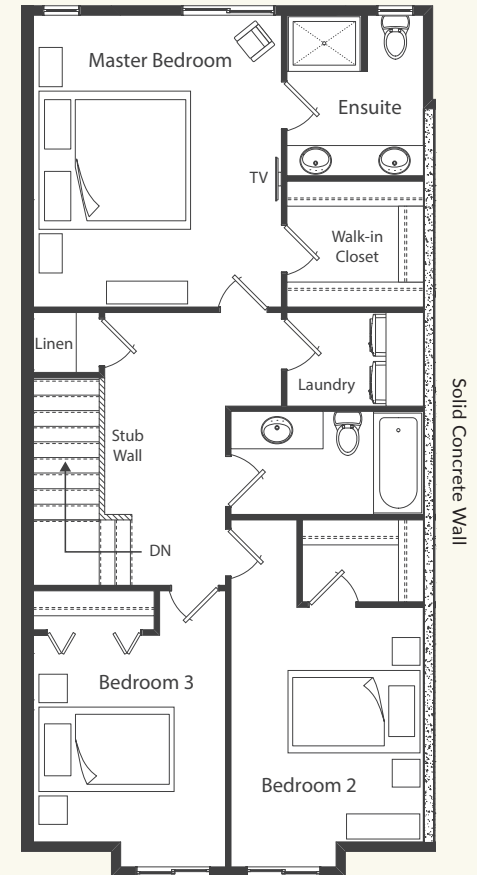 Master Bedroom
Ensuite
TV
Walk-in
Closet
Linen
Laundry
Stub
Wall
Solid Concrete Wall
DN
Bedroom 3
Bedroom 2